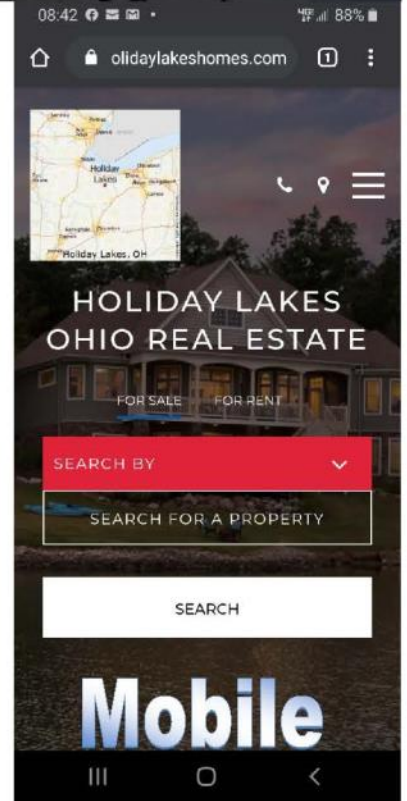 08:42
88%
olidaylakeshomes.com
1
Holiday
Lakes
Holiday Lakes, OH
HOLIDAY LAKES
OHIO REAL ESTATE
FOR SALE FOR RENT
SEARCH BY
SEARCH FOR A PROPERTY
SEARCH
Mobile